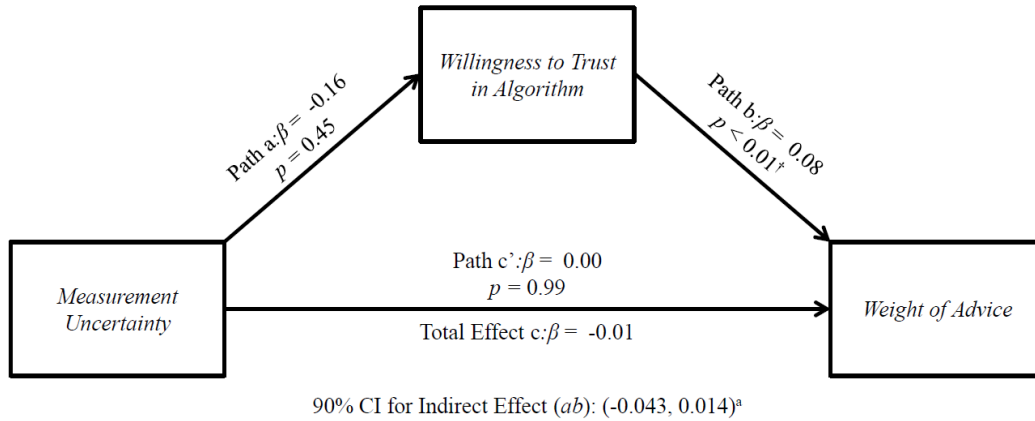 Willingness to Trust
in Algorithm
Path a:β = -0.16
p = 0.45
Path b:β = 0.08
p < 0.01†
Measurement
Uncertainty
Path c’:β = 0.00
p = 0.99
Total Effect c:β = -0.01
Weight of Advice
90% CI for Indirect Effect (ab): (-0.043, 0.014)ᵃ